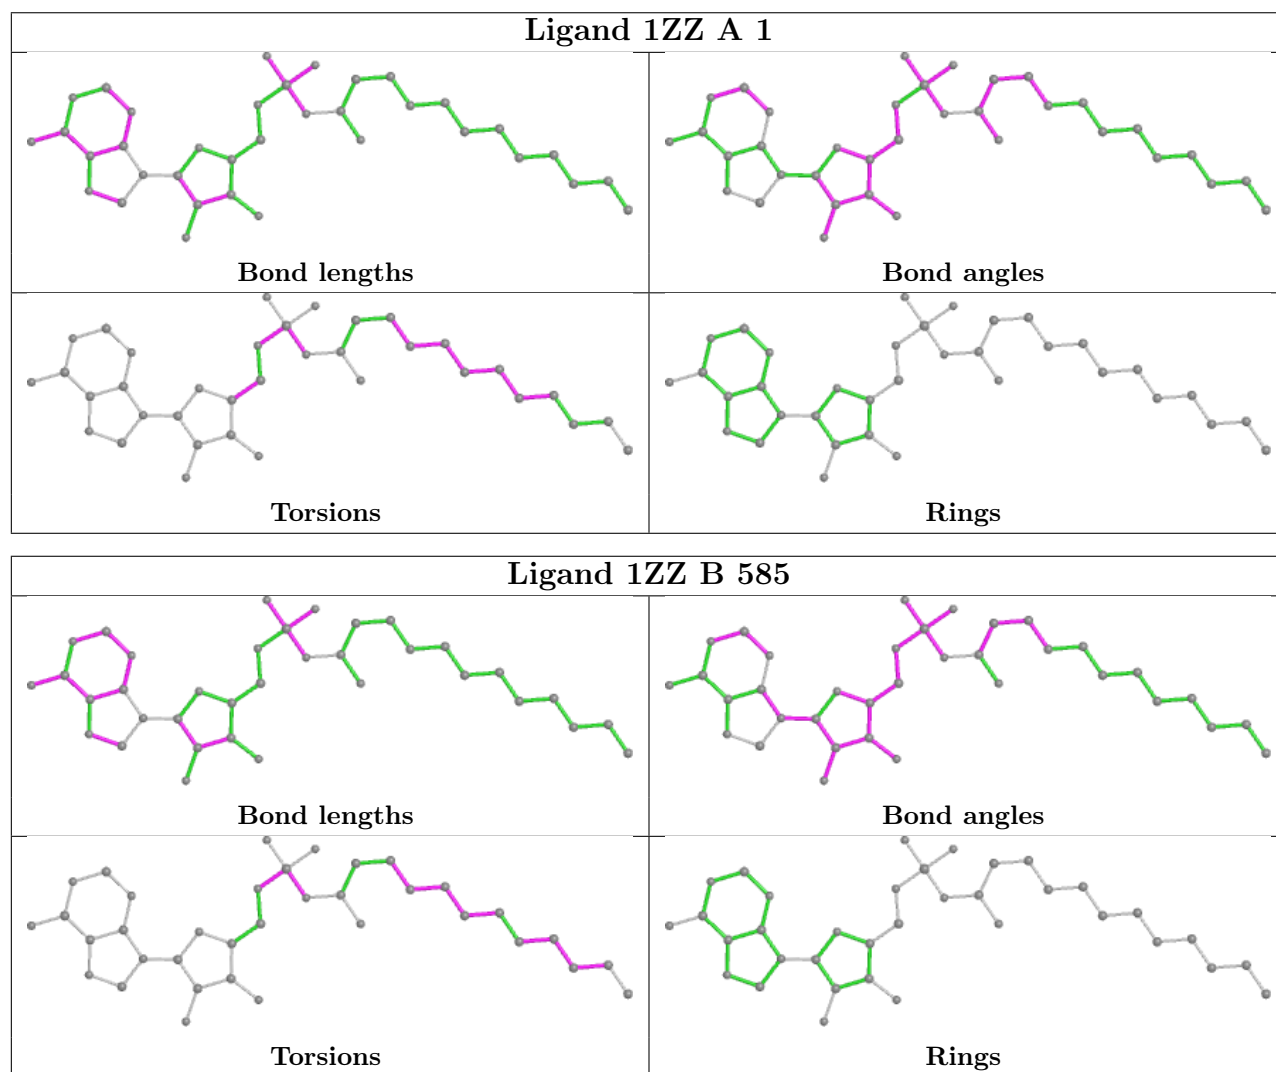 Ligand 1ZZ A 1
Bond lengths
Bond angles
Torsions
Rings
Ligand 1ZZ B 585
Bond lengths
Bond angles
Torsions
Rings